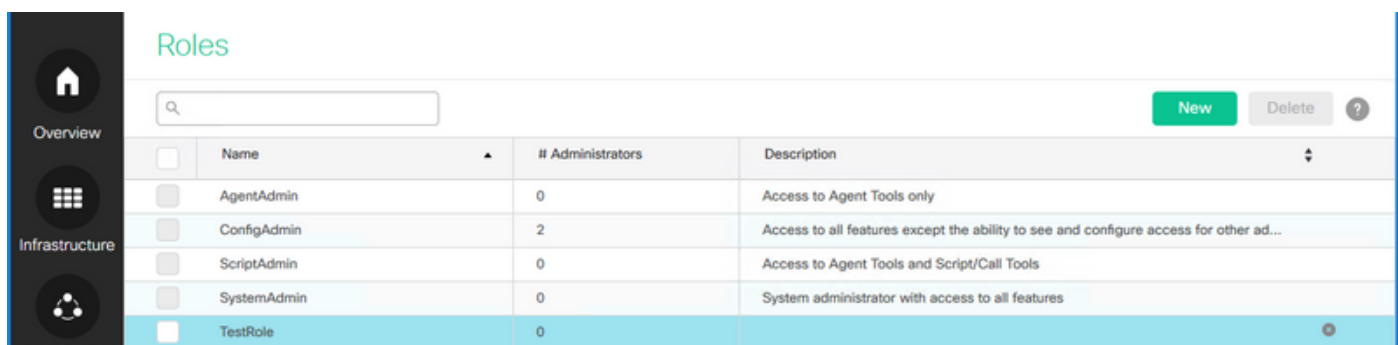 Roles
Overview
Infrastructure
New
Delete
?
Name
# Administrators
Description
AgentAdmin
0
Access to Agent Tools only
ConfigAdmin
2
Access to all features except the ability to see and configure access for other ad...
ScriptAdmin
0
Access to Agent Tools and Script/Call Tools
SystemAdmin
0
System administrator with access to all features
TestRole
0